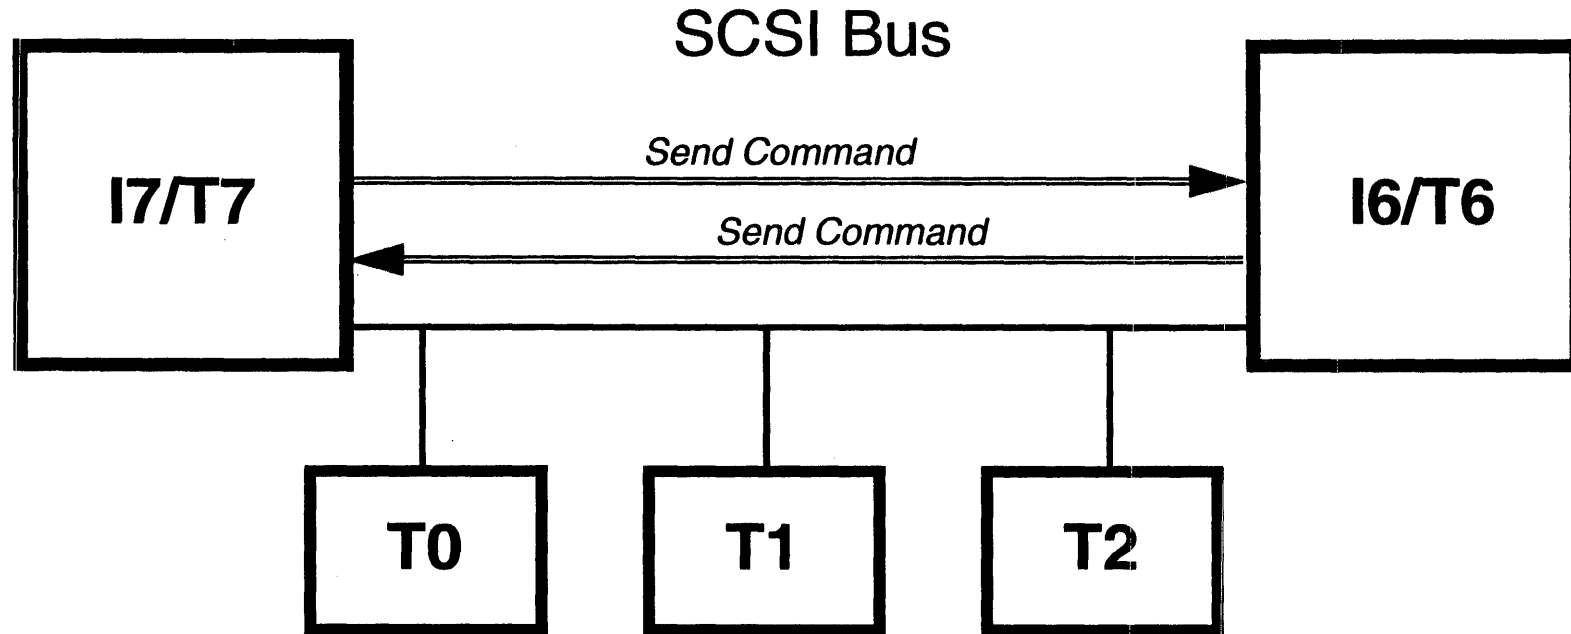 SCSI Bus
Send Command
I7/T7
I6/T6
Send Command
T0
T1
T2